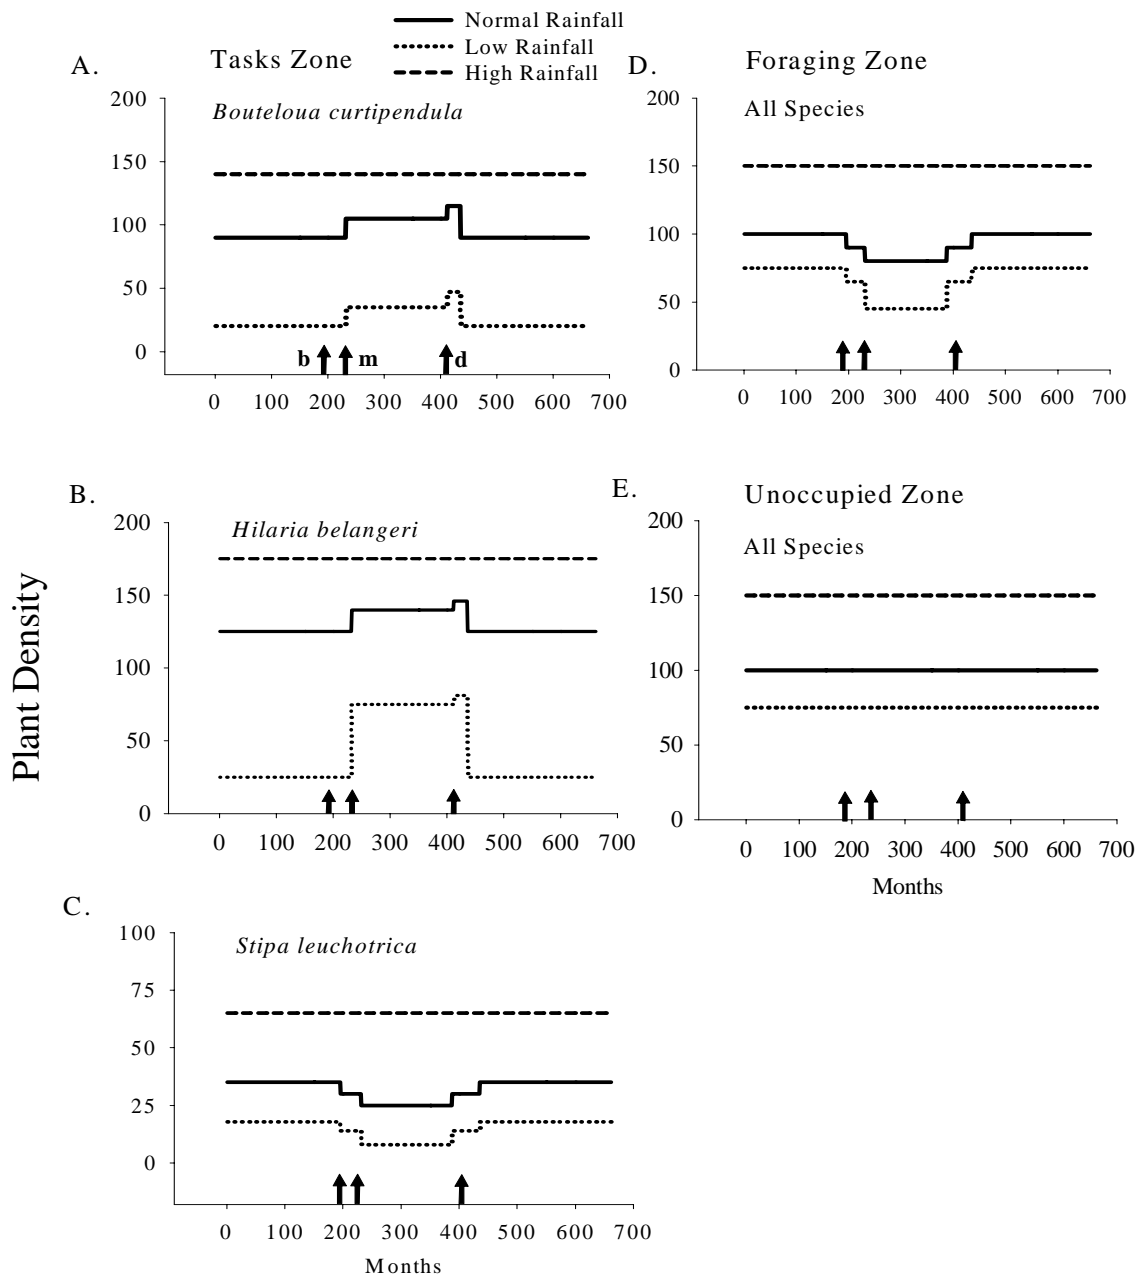 Normal Rainfall
Low Rainfall
High Rainfall
A.
Tasks Zone
Bouteloua curtipendula
200
150
100
50
0
b
m
d
0 100 200 300 400 500 600 700
D.
Foraging Zone
All Species
200
150
100
50
0
0 100 200 300 400 500 600 700
Plant Density
B.
Hilaria belangeri
200
150
100
50
0
0 100 200 300 400 500 600 700
E.
Unoccupied Zone
All Species
200
150
100
50
0
0 100 200 300 400 500 600 700
Months
C.
Stipa leuchotrica
100
75
50
25
0
0 100 200 300 400 500 600 700
Months